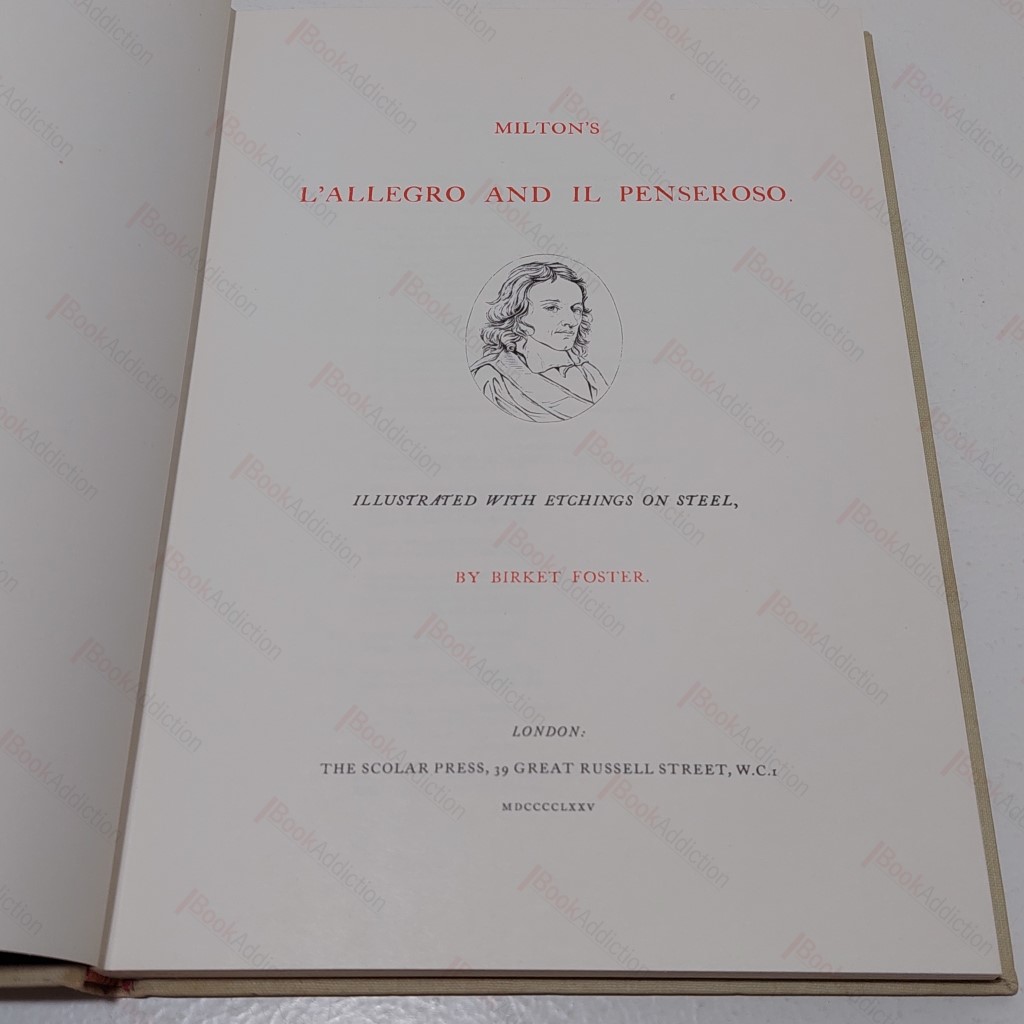 MILTON'S
L'ALLEGRO AND IL PENSEROSO.
ILLUSTRATED WITH ETCHINGS ON STEEL,
BY BIRKET FOSTER.
LONDON:
THE SCOLAR PRESS, 39 GREAT RUSSELL STREET, W.C.1
MDCCCCLXXV
BookAddiction